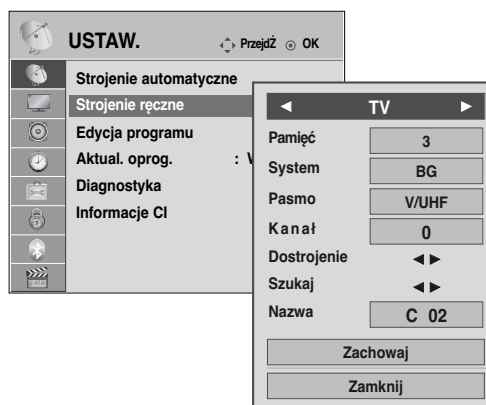 USTAW. PrzejdŹ OK
Strojenie automatyczne
Strojenie ręczne
Edycja programu
Aktual. oprog. :
Diagnostyka
Informacje CI
TV
Pamięć 3
System BG
Pasmo V/UHF
Kanał 0
Dostrojenie
Szukaj
Nazwa C 02
Zachowaj
Zamknij